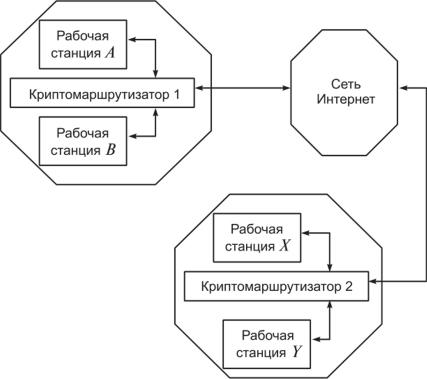 Рабочая
станция A
Криптомаршрутизатор 1
Рабочая
станция B
Сеть
Интернет
Рабочая
станция X
Криптомаршрутизатор 2
Рабочая
станция Y